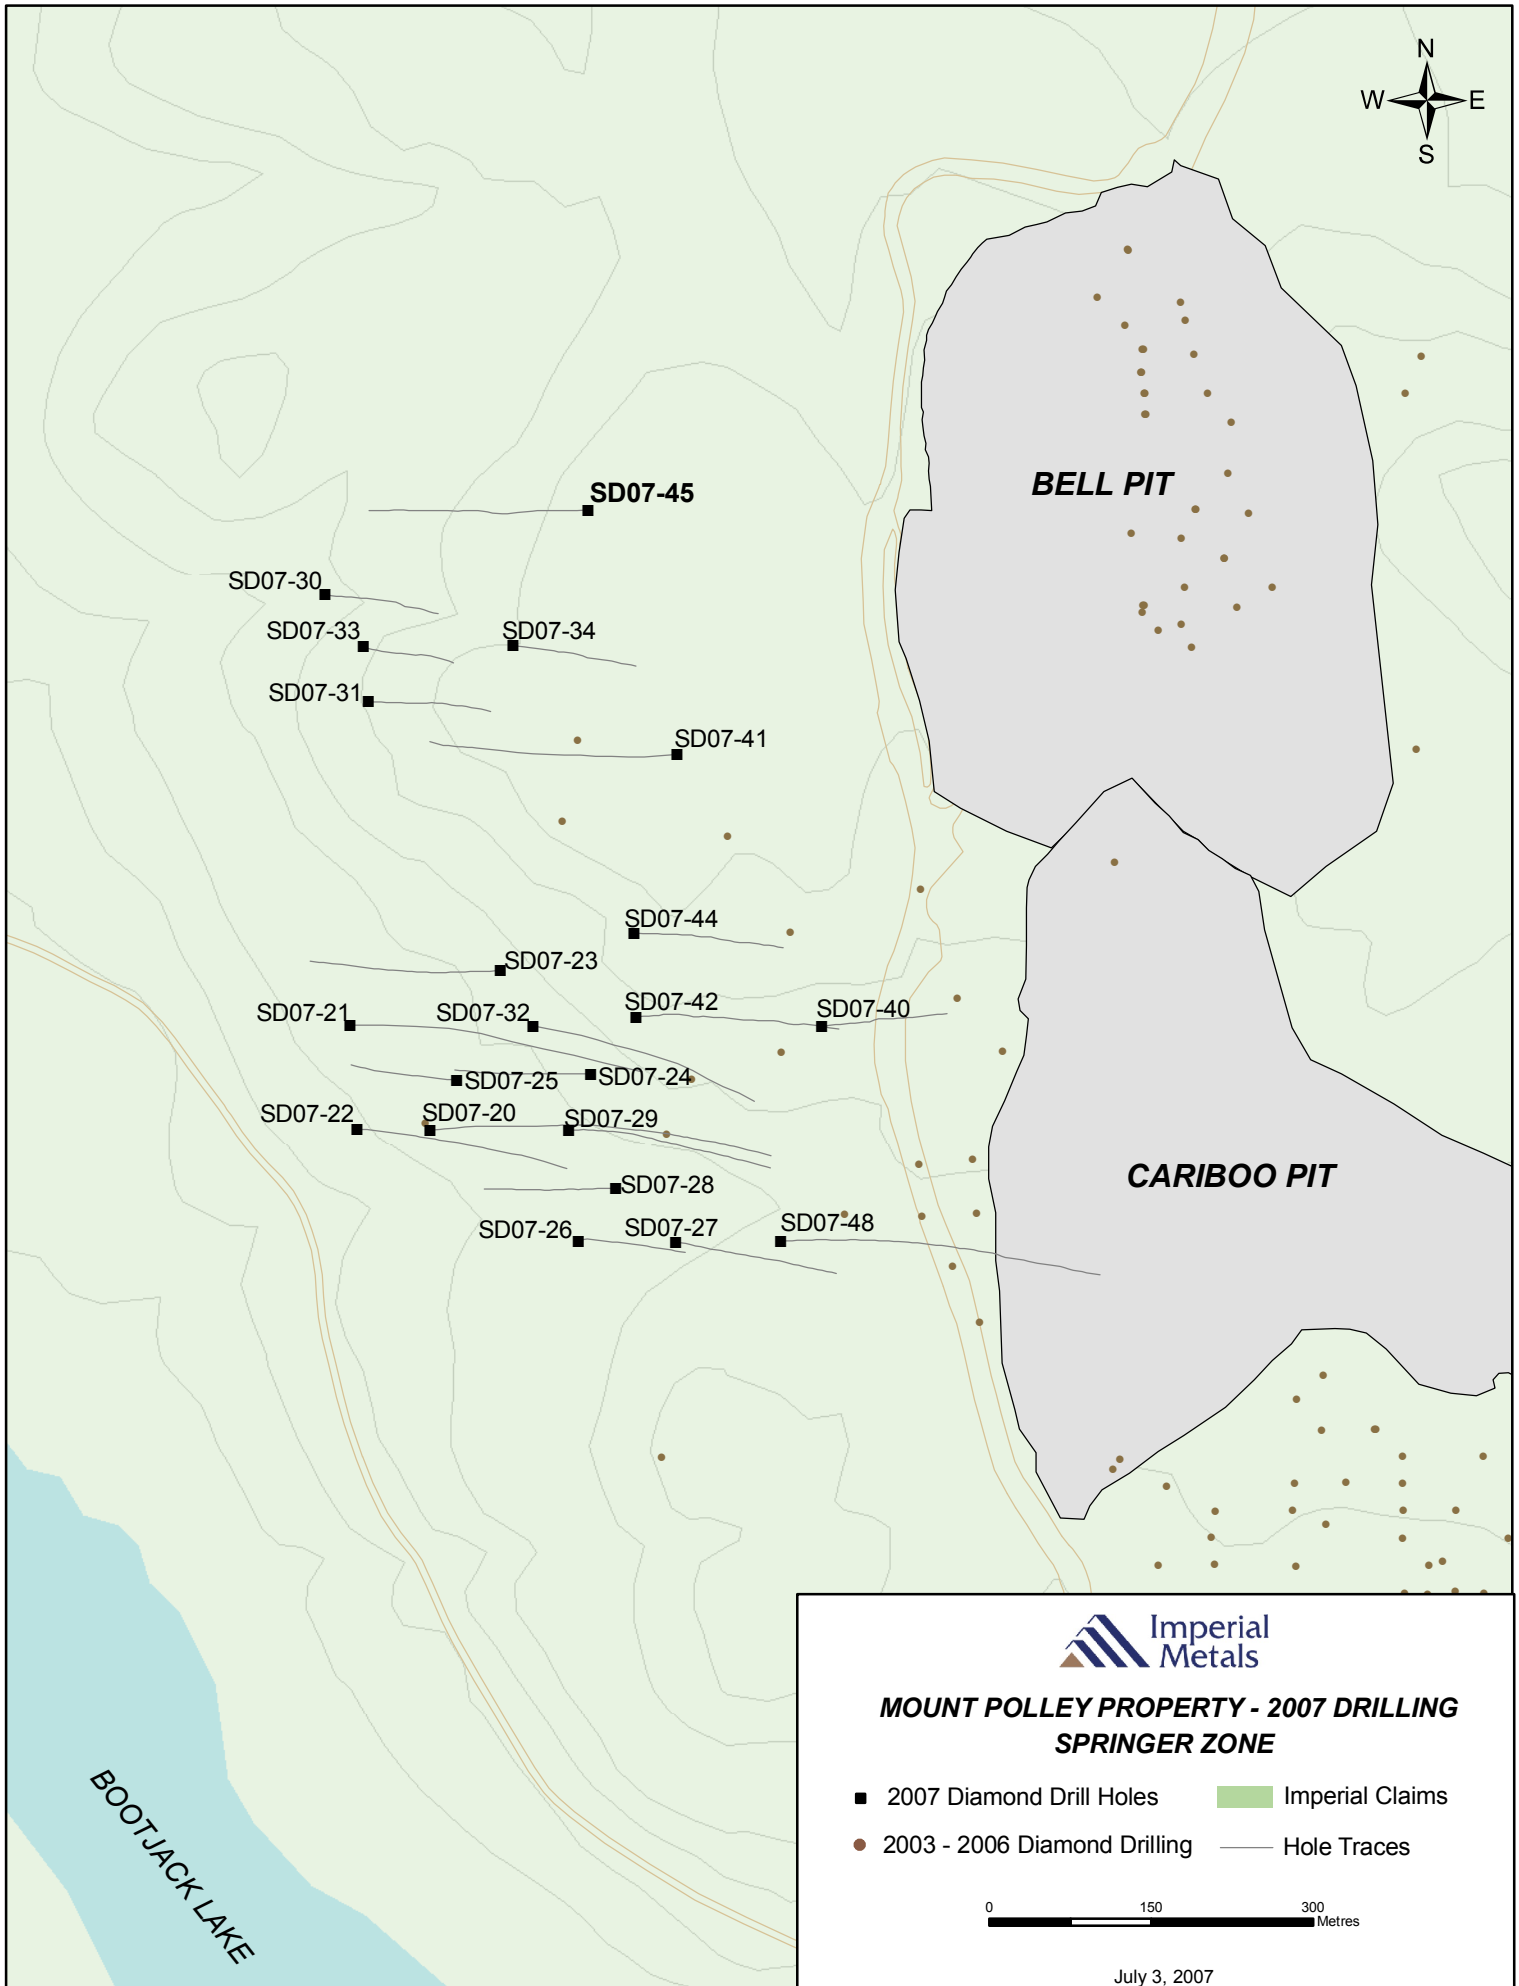 N
W E
S
BELL PIT
SD07-45
SD07-30
SD07-33
SD07-34
SD07-31
SD07-41
SD07-44
SD07-23
SD07-21
SD07-32
SD07-42
SD07-40
SD07-25
SD07-24
SD07-22
SD07-20
SD07-29
CARIBOO PIT
SD07-28
SD07-26
SD07-27
SD07-48
BOOTJACK LAKE
Imperial
Metals
MOUNT POLLEY PROPERTY - 2007 DRILLING
SPRINGER ZONE
2007 Diamond Drill Holes
Imperial Claims
2003 - 2006 Diamond Drilling
Hole Traces
0 150 300
Metres
July 3, 2007